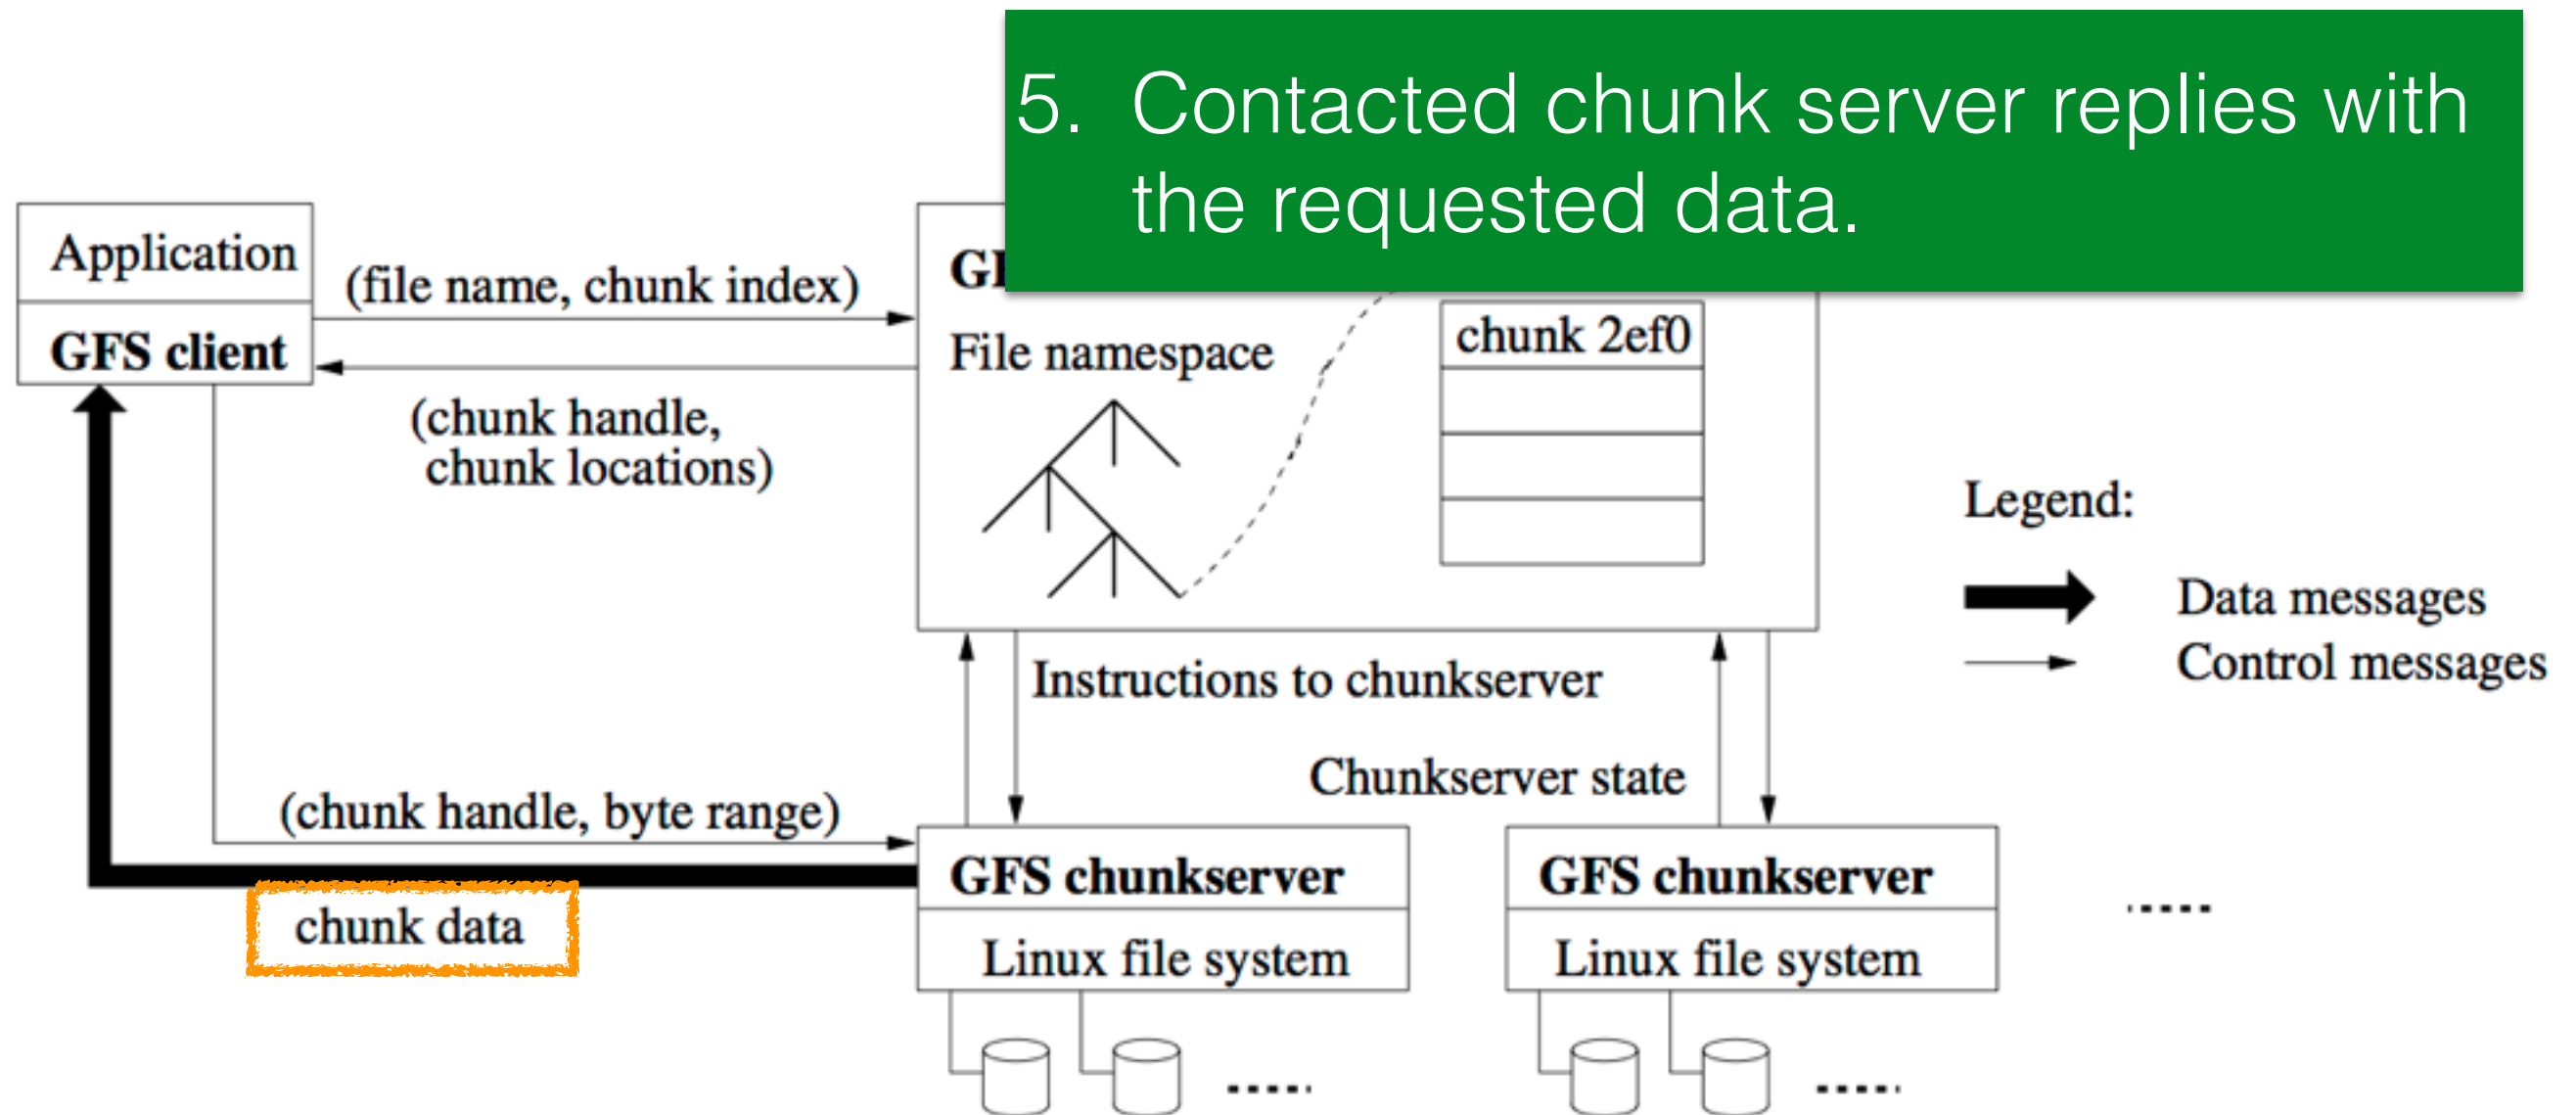 5. Contacted chunk server replies with
the requested data.
Application
GFS client
(file name, chunk index)
(chunk handle,
chunk locations)
File namespace
chunk 2ef0
Legend:
Data messages
Control messages
Instructions to chunkserver
Chunkserver state
(chunk handle, byte range)
chunk data
GFS chunkserver
Linux file system
GFS chunkserver
Linux file system